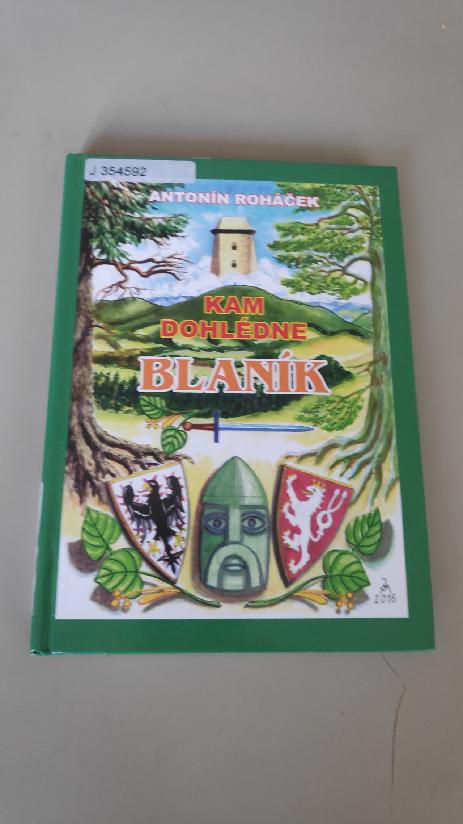 J 354592
ANTONÍN ROHÁČEK
KAM
DOHLÉDNE
BLANÍK
2016